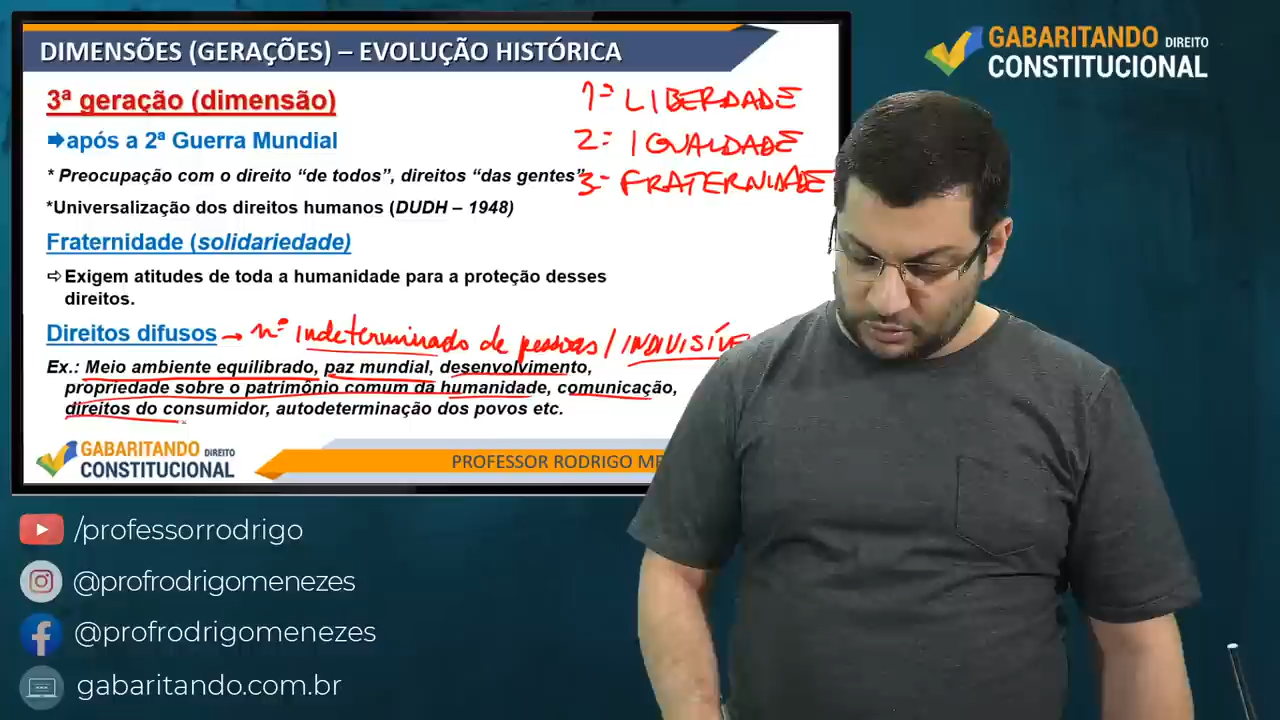 DIMENSÕES (GERAÇÕES) – EVOLUÇÃO HISTÓRICA
3ª geração (dimensão)
1ª LIBERDADE
após a 2ª Guerra Mundial
2ª IGUALDADE
* Preocupação com o direito “de todos”, direitos “das gentes”
3ª FRATERNIDADE
*Universalização dos direitos humanos (DUDH – 1948)
Fraternidade (solidariedade)
Exigem atitudes de toda a humanidade para a proteção desses
direitos.
Direitos difusos → nº indeterminado de pessoas / INDIVISÍVE
Ex.: Meio ambiente equilibrado, paz mundial, desenvolvimento,
propriedade sobre o patrimônio comum da humanidade, comunicação,
direitos do consumidor, autodeterminação dos povos etc.
GABARITANDO DIREITO
CONSTITUCIONAL
PROFESSOR RODRIGO ME
GABARITANDO DIREITO
CONSTITUCIONAL
/professorrodrigo
@profrodrigomenezes
@profrodrigomenezes
gabaritando.com.br